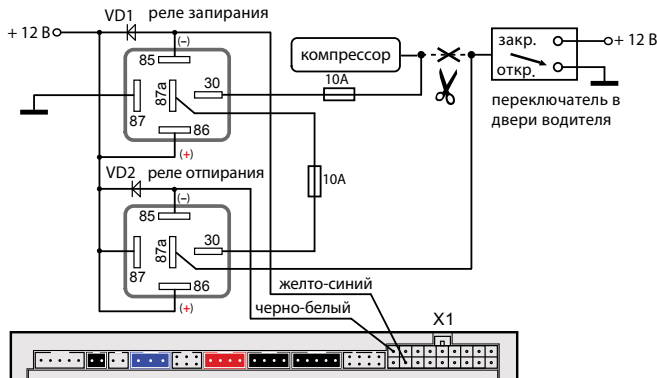 VD1 реле запирания
+ 12 В
(–)
85
30
87а
87
86
(+)
компрессор
10А
закр.
откр.
+ 12 В
переключатель в
двери водителя
VD2 реле отпирания
(–)
85
30
87а
87
86
(+)
10А
желто-синий
черно-белый
X1